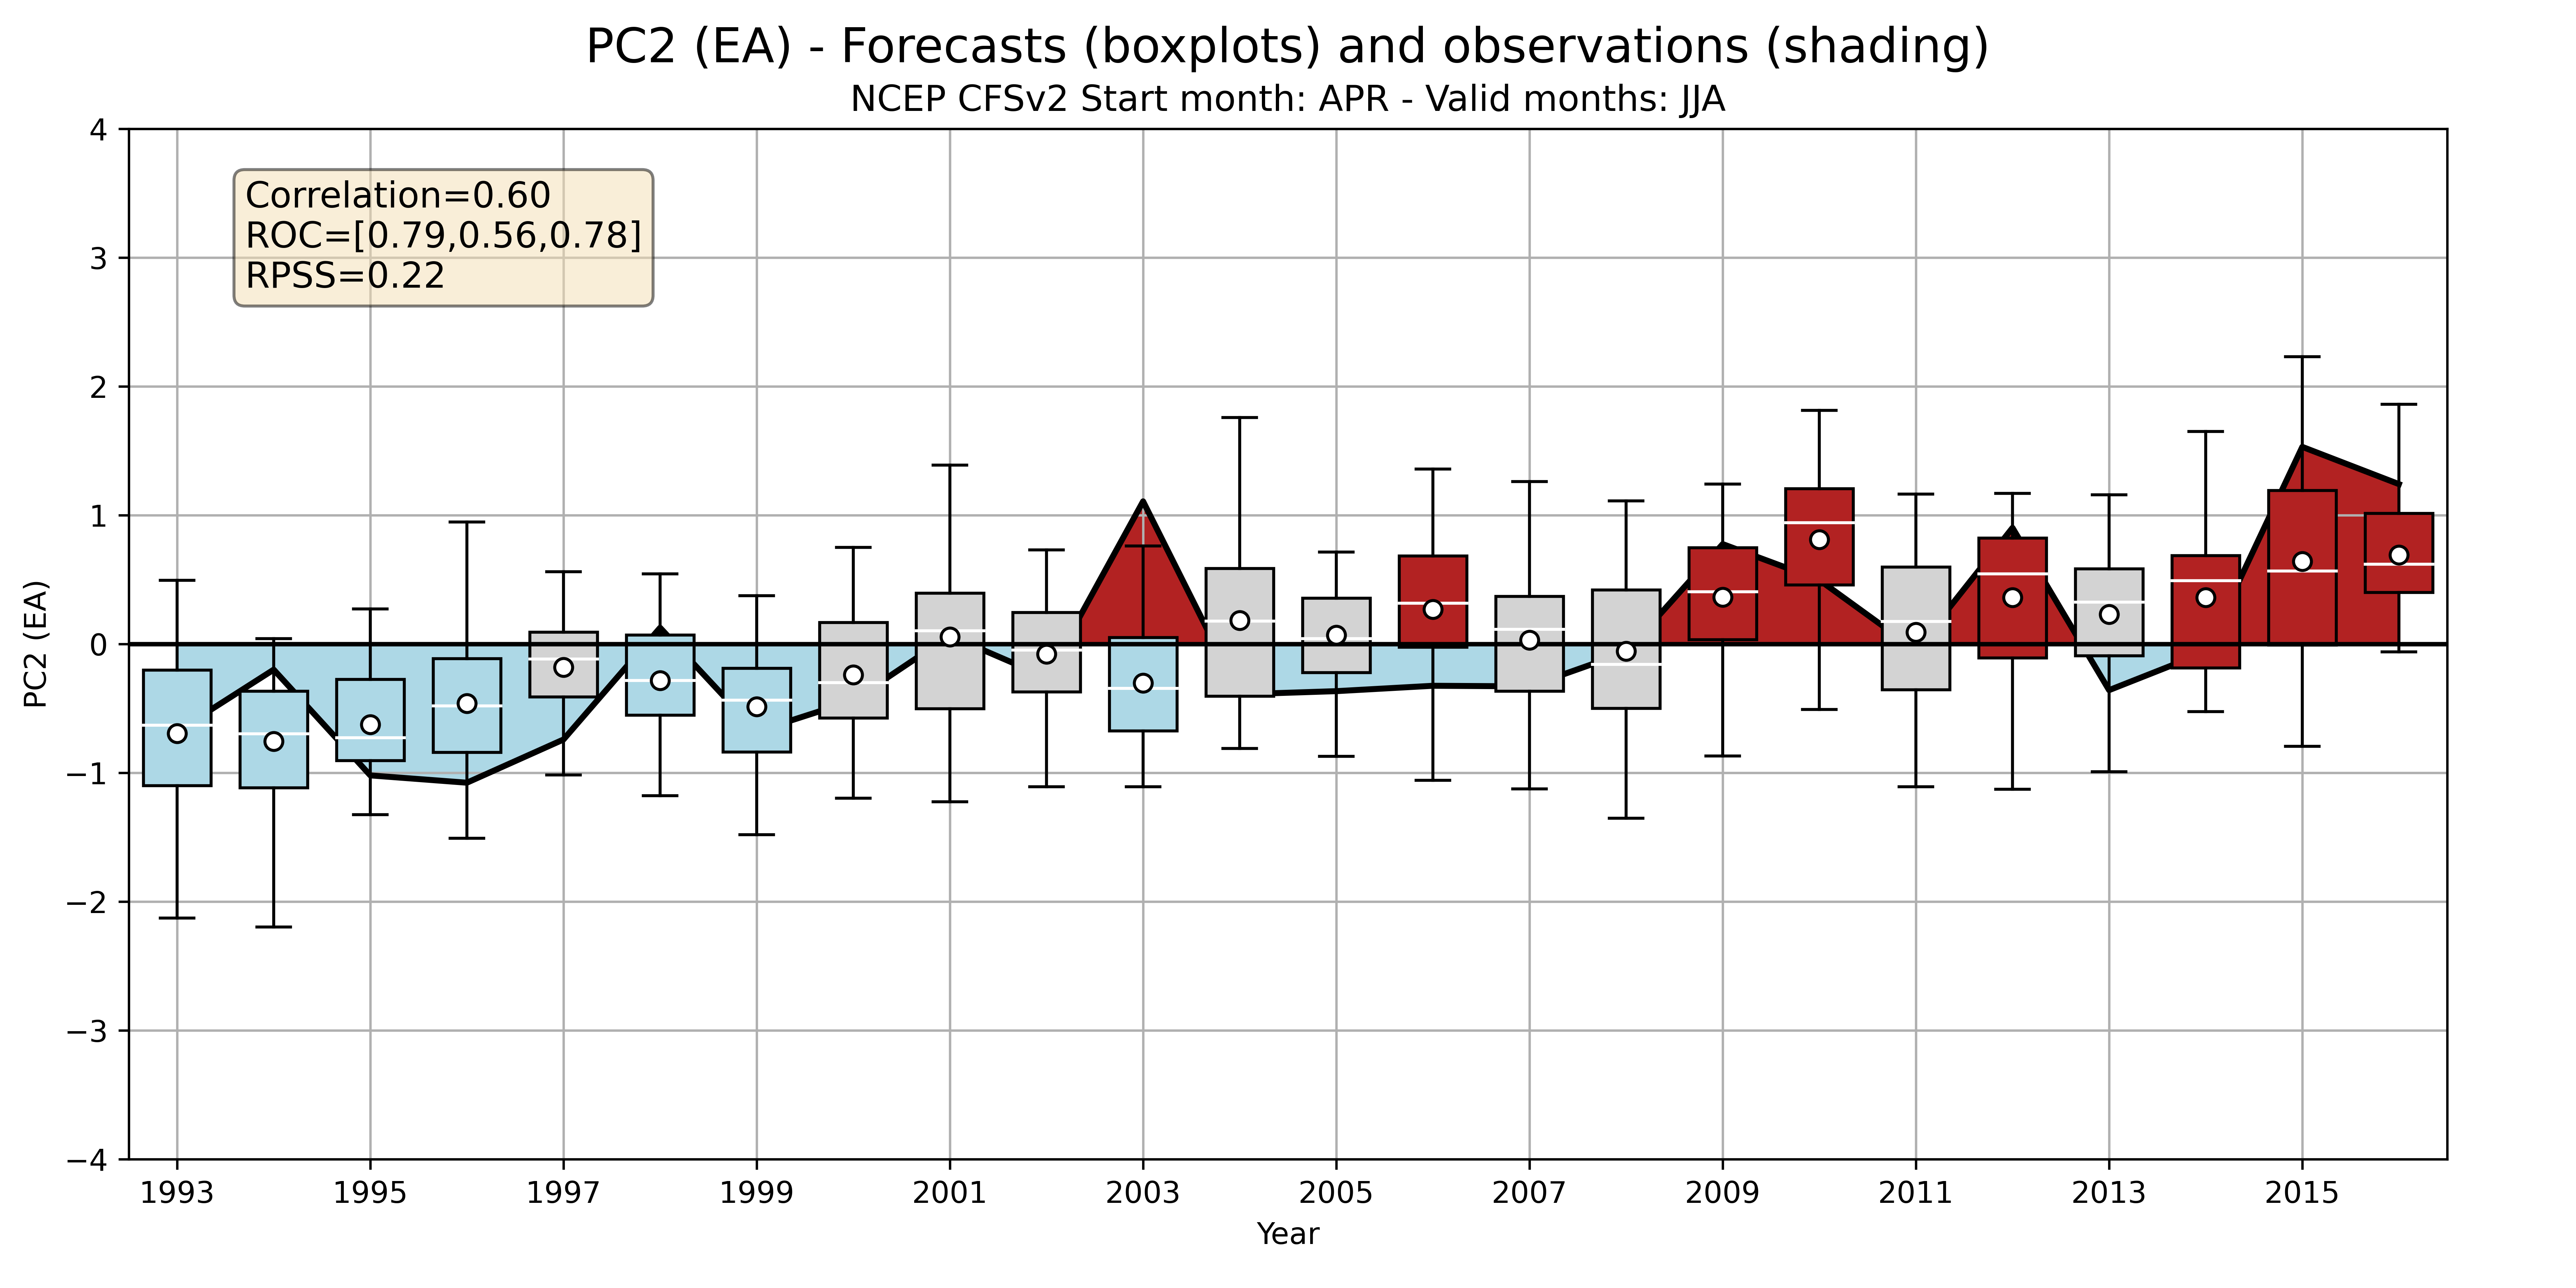 PC2 (EA) - Forecasts (boxplots) and observations (shading)
NCEP CFSv2 Start month: APR - Valid months: JJA
Correlation=0.60
ROC=[0.79,0.56,0.78]
RPSS=0.22
PC2 (EA)
4
3
2
1
0
−1
−2
−3
−4
1993 1995 1997 1999 2001 2003 2005 2007 2009 2011 2013 2015
Year